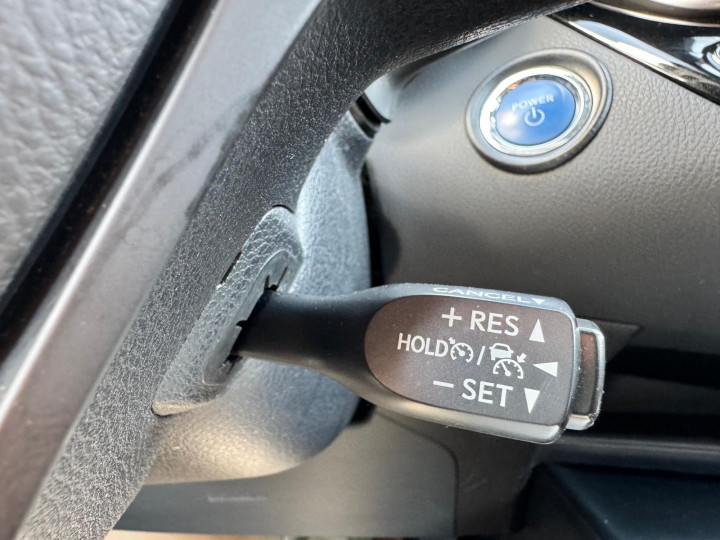 POWER
CANCEL
+ RES
HOLD /
− SET